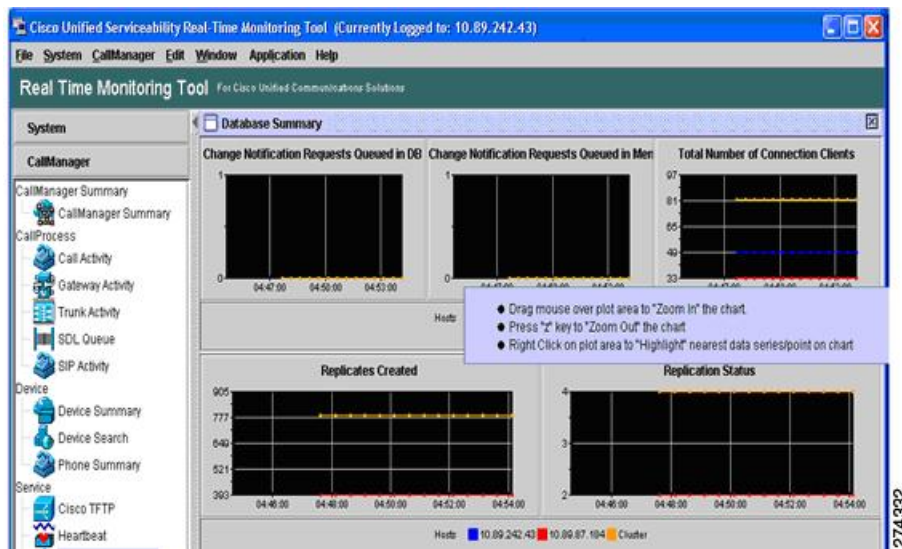 Cisco Unified Serviceability Real-Time Monitoring Tool (Currently Logged to: 10.89.242.43)
File System CallManager Edit Window Application Help
Real Time Monitoring Tool For Cisco Unified Communications Solutions
System
CallManager
CallManager Summary
CallManager Summary
CallProcess
Call Activity
Gateway Activity
Trunk Activity
SDL Queue
SIP Activity
Device
Device Summary
Device Search
Phone Summary
Service
Cisco TFTP
Heartbeat
Database Summary
Change Notification Requests Queued in DB
1
0
04:47:00 04:50:00 04:53:00
Change Notification Requests Queued in Mem
1
0
Total Number of Connection Clients
97
81
65
49
33
Hosts
● Drag mouse over plot area to "Zoom In" the chart.
● Press "z" key to "Zoom Out" the chart
● Right Click on plot area to "Highlight" nearest data series/point on chart
Replicates Created
905
777
649
521
393
04:46:00 04:48:00 04:50:00 04:52:00 04:54:00
Replication Status
4
3
2
04:46:00 04:48:00 04:50:00 04:52:00 04:54:00
Hosts 10.89.242.43 10.89.87.184 Cluster
274332